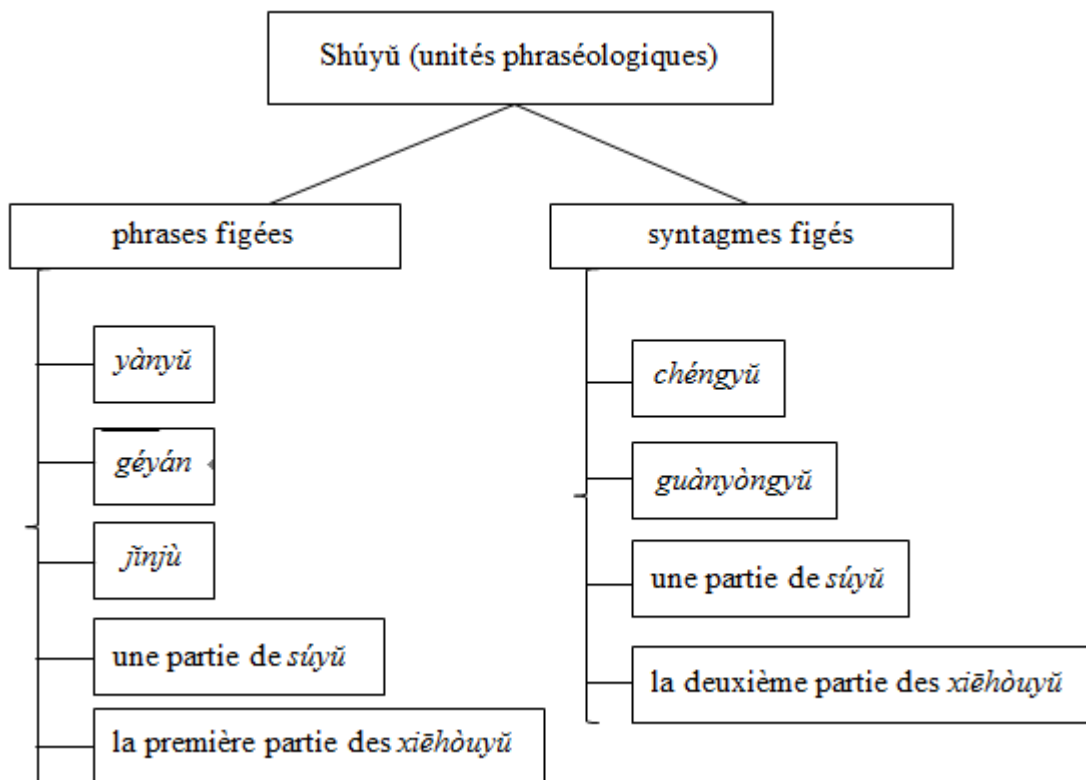 Shúyŭ (unités phraséologiques)
phrases figées
syntagmes figés
yànyŭ
géyán
jĭnjù
une partie de súyŭ
la première partie des xiēhòuyŭ
chéngyŭ
guànyòngyŭ
une partie de súyŭ
la deuxième partie des xiēhòuyŭ